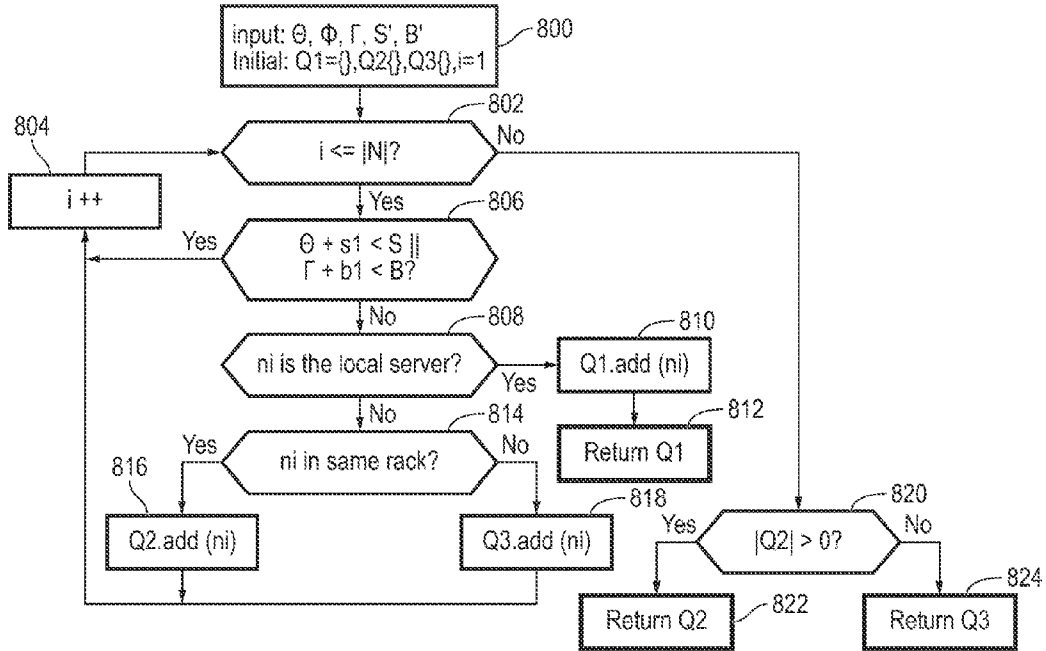 input: Θ, Φ, Γ, S', B'
Initial: Q1={},Q2{},Q3{},i=1
800
802
804
i <= |N|?
No
i ++
Yes
806
Yes
Θ + s1 < S ||
Γ + b1 < B?
No
808
810
ni is the local server?
Yes
Q1.add (ni)
No
814
812
Return Q1
Yes
ni in same rack?
No
816
818
820
Q2.add (ni)
Q3.add (ni)
Yes
|Q2| > 0?
No
824
Return Q2
822
Return Q3